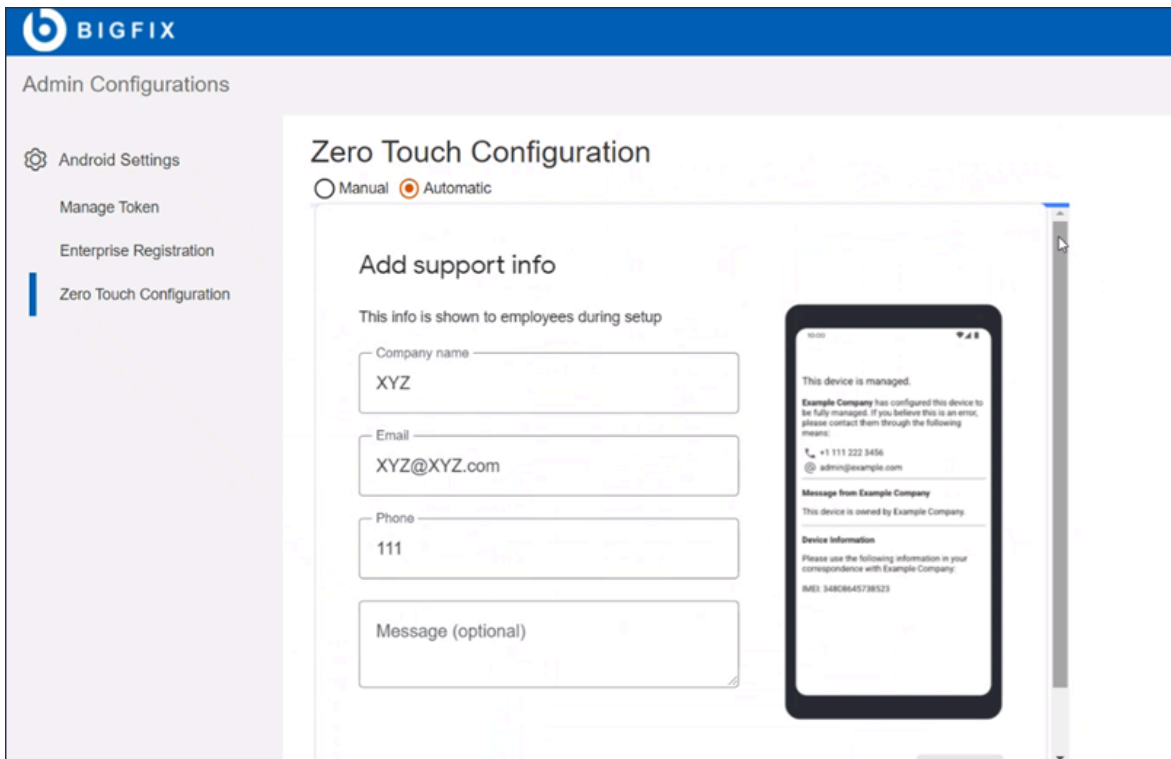 BIGFIX
Admin Configurations
Android Settings
Manage Token
Enterprise Registration
Zero Touch Configuration
Zero Touch Configuration
Manual Automatic
Add support info
This info is shown to employees during setup
Company name
XYZ
Email
XYZ@XYZ.com
Phone
111
Message (optional)
10:00
This device is managed.
Example Company has configured this device to
be fully managed. If you believe this is an error,
please contact them through the following
means:
+1 111 222 3456
admin@example.com
Message from Example Company
This device is owned by Example Company.
Device Information
Please use the following information in your
correspondence with Example Company:
IMEI: 34808645738523